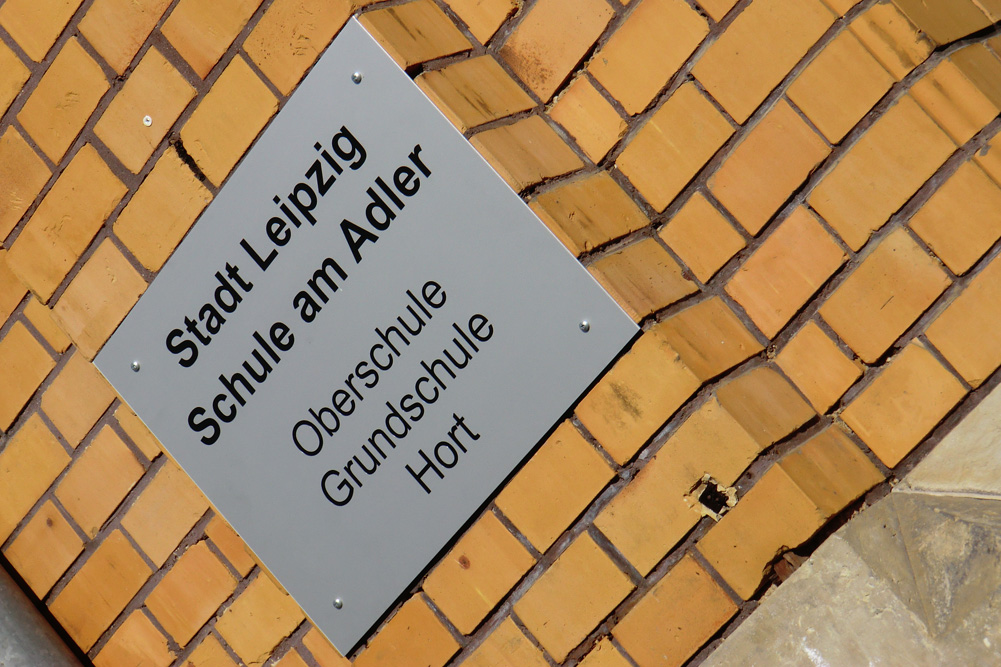 Stadt Leipzig
Schule am Adler
Oberschule
Grundschule
Hort